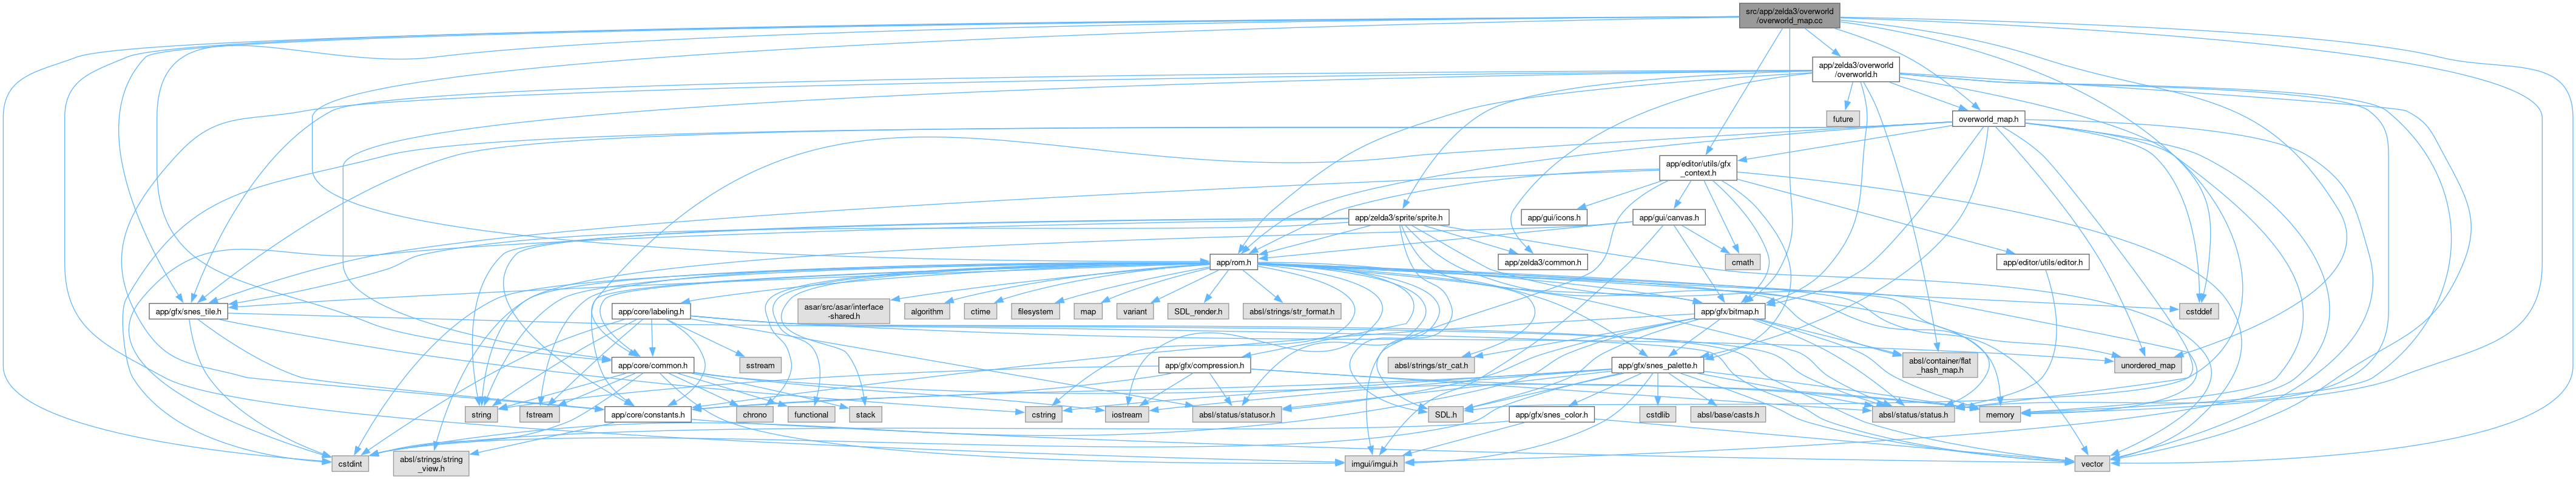 src/app/zelda3/overworld
/overworld_map.cc
app/zelda3/overworld
/overworld.h
future
overworld_map.h
app/editor/utils/gfx
_context.h
app/zelda3/sprite/sprite.h
app/gui/icons.h
app/gui/canvas.h
app/rom.h
app/zelda3/common.h
cmath
app/editor/utils/editor.h
app/gfx/snes_tile.h
app/core/labeling.h
asar/src/asar/interface
-shared.h
algorithm
ctime
filesystem
map
variant
SDL_render.h
absl/strings/str_format.h
app/gfx/bitmap.h
cstddef
app/core/common.h
sstream
app/gfx/compression.h
absl/strings/str_cat.h
app/gfx/snes_palette.h
absl/container/flat
_hash_map.h
unordered_map
string
fstream
app/core/constants.h
chrono
functional
stack
cstring
iostream
absl/status/statusor.h
SDL.h
app/gfx/snes_color.h
cstdlib
absl/base/casts.h
absl/status/status.h
memory
cstdint
absl/strings/string
_view.h
imgui/imgui.h
vector